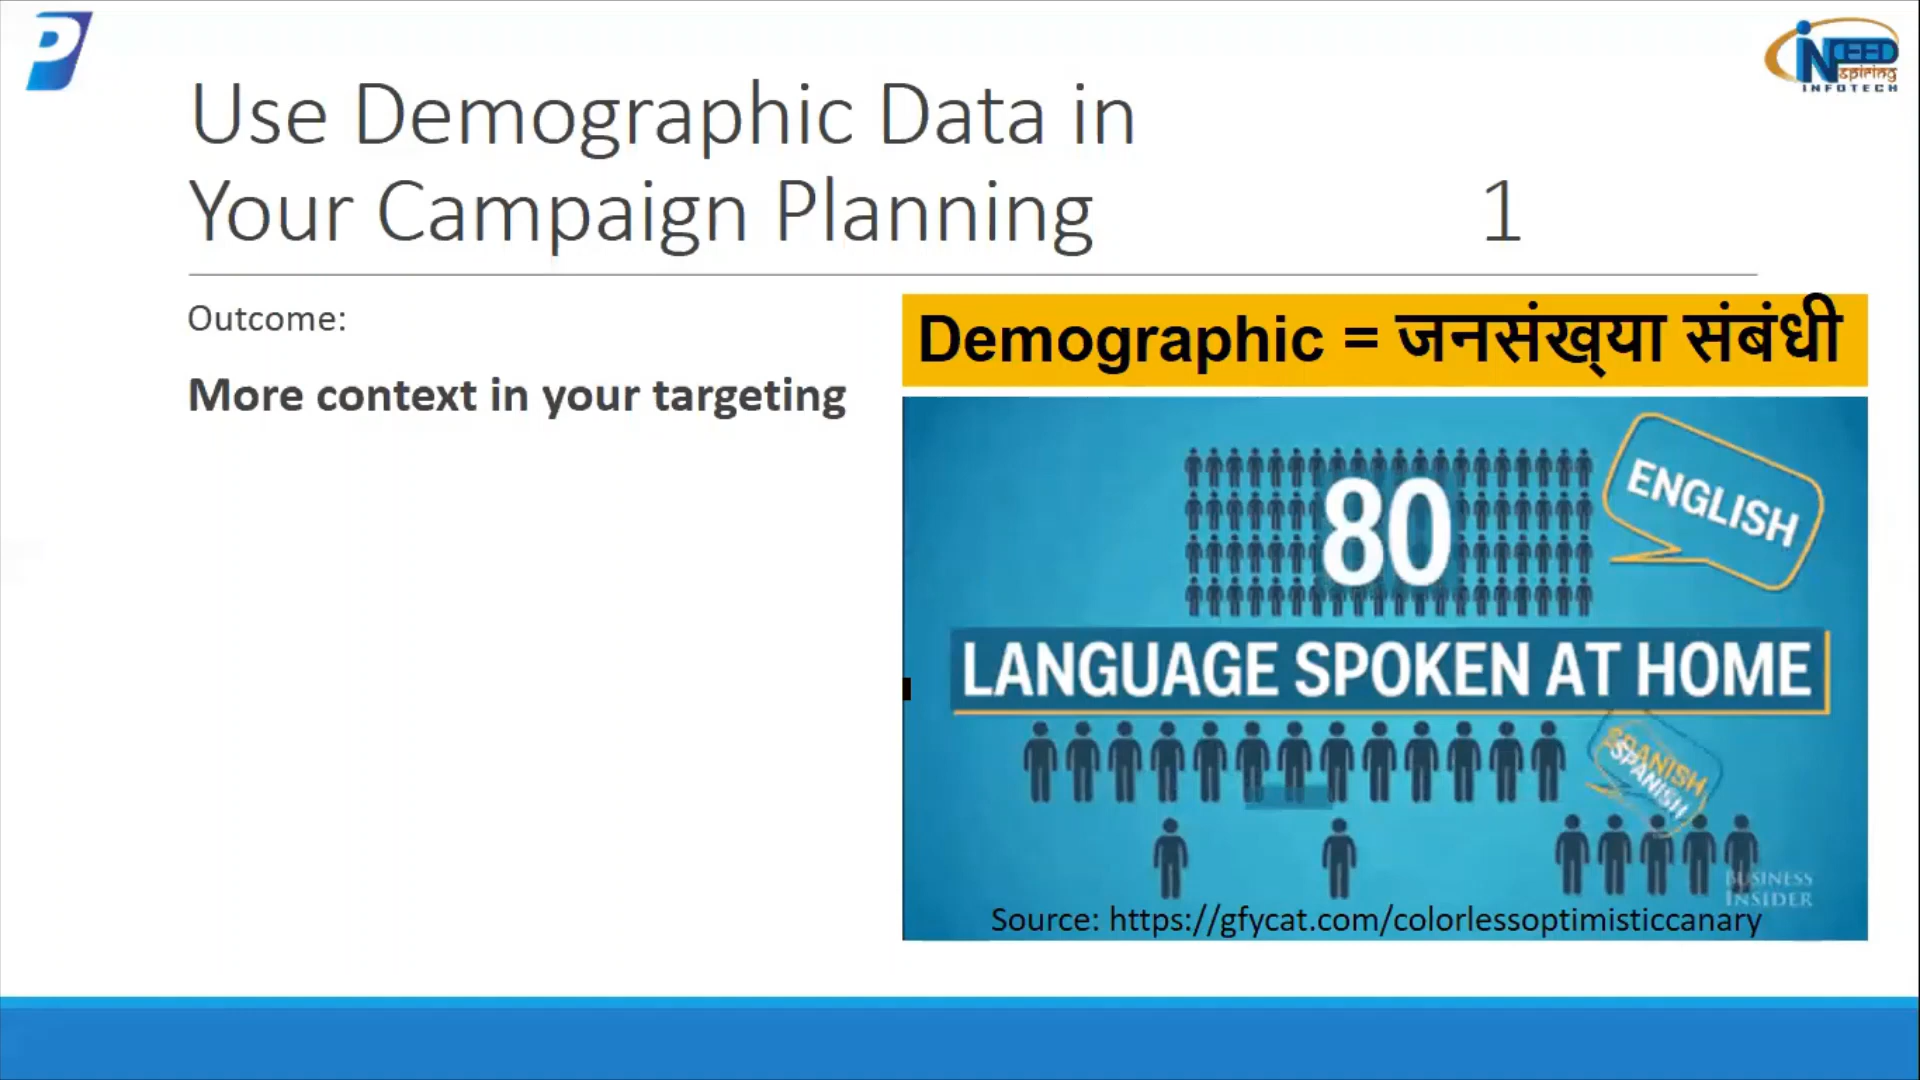 P
iNEED
nspiring
INFOTECH
Use Demographic Data in
Your Campaign Planning 1
Outcome:
More context in your targeting
Demographic = जनसंख्या संबंधी
80
ENGLISH
LANGUAGE SPOKEN AT HOME
SPANISH
SPANISH
BUSINESS
INSIDER
Source: https://gfycat.com/colorlessoptimisticcanary